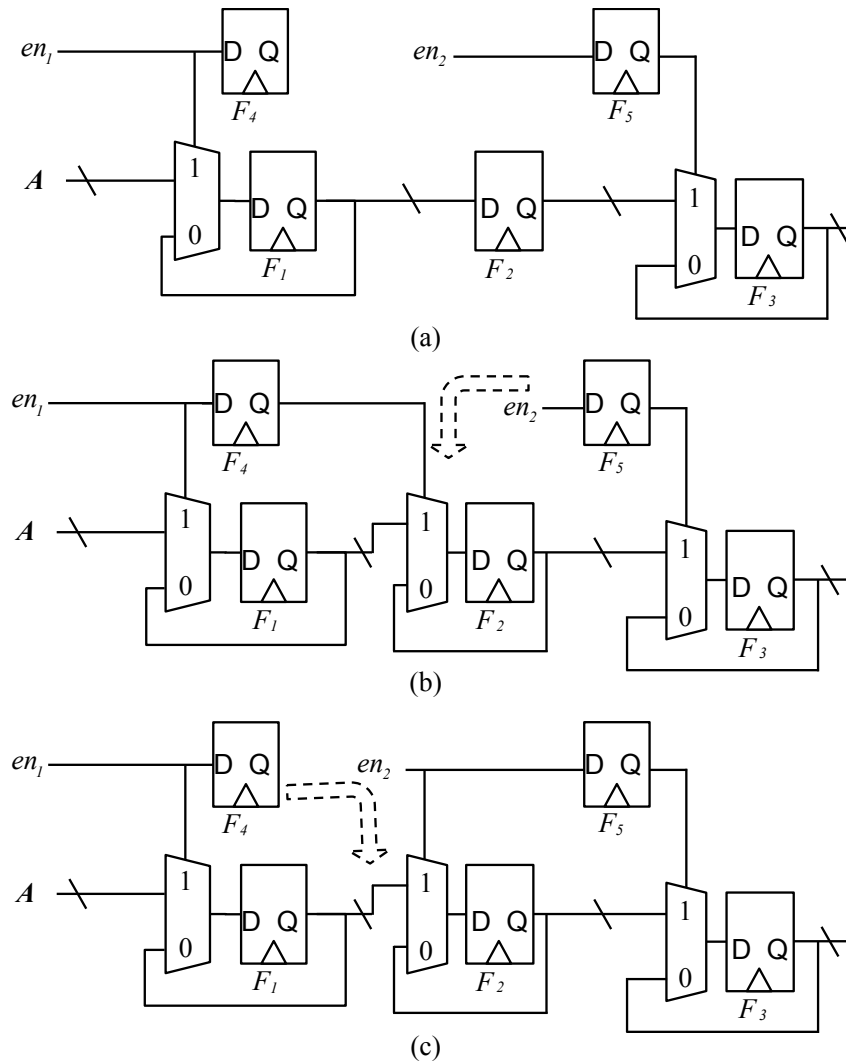 en₁ D Q en₂ D Q
F₄ F₅
A 1 0 D Q D Q 1 0 D Q
F₁ F₂ F₃
(a)
en₁ D Q en₂ D Q
F₄ F₅
A 1 0 D Q 1 0 D Q 1 0 D Q
F₁ F₂ F₃
(b)
en₁ D Q en₂ D Q
F₄ F₅
A 1 0 D Q 1 0 D Q 1 0 D Q
F₁ F₂ F₃
(c)